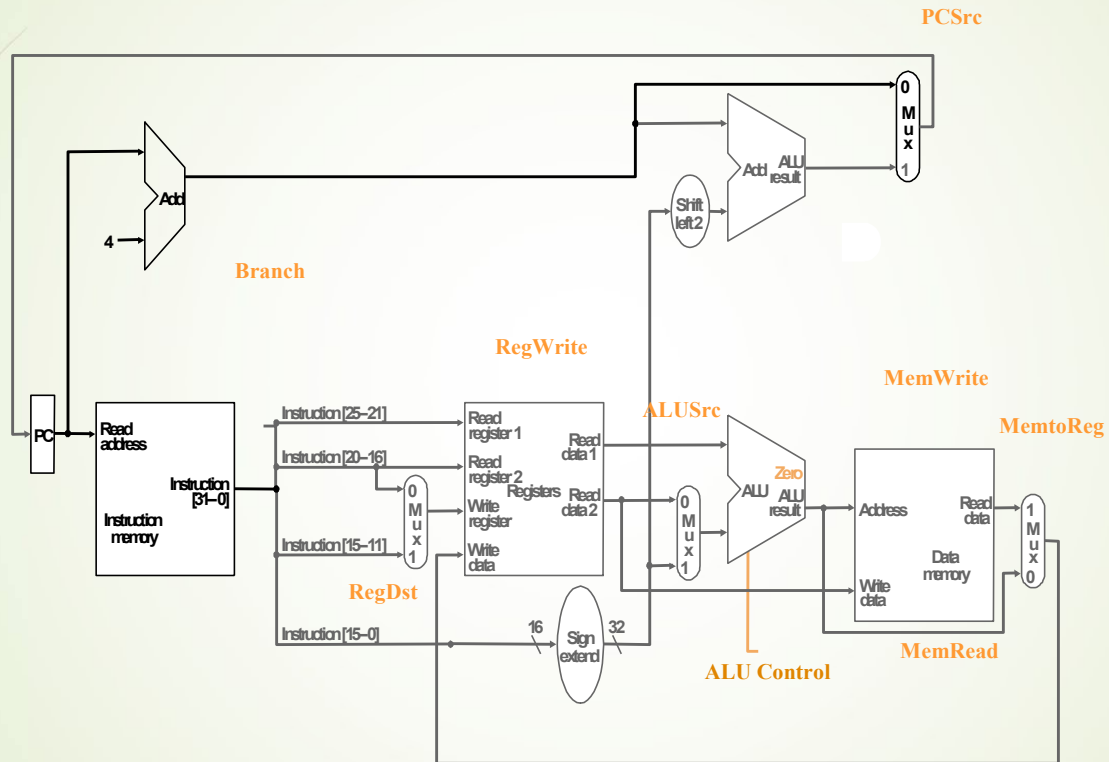 PCSrc
0
M
u
x
1
Add
ALU
result
Shift
left 2
Add
4
Branch
RegWrite
MemWrite
ALUSrc
MemtoReg
PC
Read
address
Instruction
[31–0]
Instruction
memory
Instruction [25–21]
Instruction [20–16]
Instruction [15–11]
Instruction [15–0]
0
M
u
x
1
RegDst
Read
register 1
Read
register 2
Write
register
Write
data
Registers
Read
data 1
Read
data 2
16
Sign
extend
32
0
M
u
x
1
Zero
ALU
ALU
result
ALU Control
Address
Read
data
Data
memory
Write
data
MemRead
1
M
u
x
0